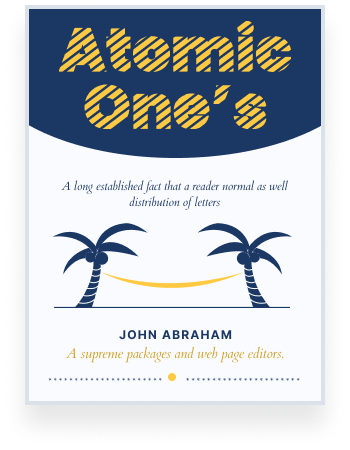 Atomic
One's
A long established fact that a reader normal as well
distribution of letters
JOHN ABRAHAM
A supreme packages and web page editors.